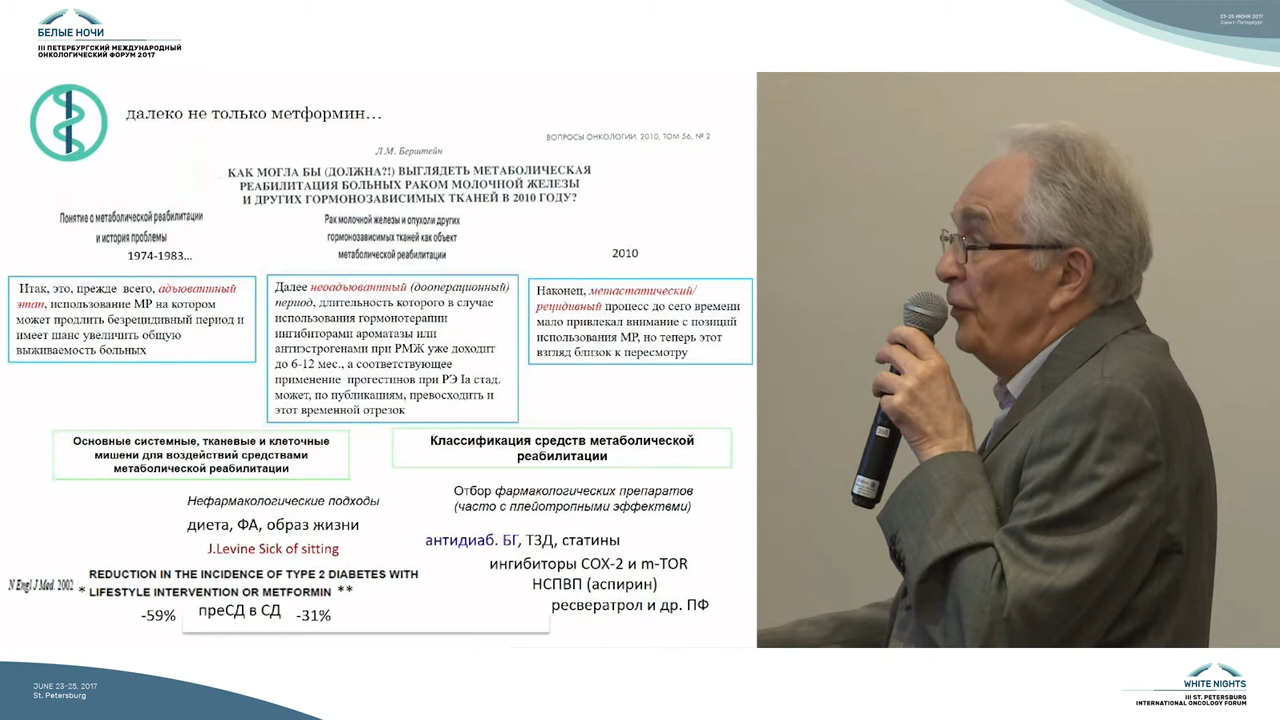 БЕЛЫЕ НОЧИ
III ПЕТЕРБУРГСКИЙ МЕЖДУНАРОДНЫЙ
ОНКОЛОГИЧЕСКИЙ ФОРУМ 2017
23-25 ИЮНЯ 2017
Санкт-Петербург
далеко не только метформин...
ВОПРОСЫ ОНКОЛОГИИ. 2010, ТОМ 56, № 2
Л.М. Берштейн
КАК МОГЛА БЫ (ДОЛЖНА?!) ВЫГЛЯДЕТЬ МЕТАБОЛИЧЕСКАЯ
РЕАБИЛИТАЦИЯ БОЛЬНЫХ РАКОМ МОЛОЧНОЙ ЖЕЛЕЗЫ
И ДРУГИХ ГОРМОНОЗАВИСИМЫХ ТКАНЕЙ В 2010 ГОДУ?
Понятие о метаболической реабилитации
и история проблемы
1974-1983...
Рак молочной железы и опухоли других
гормонозависимых тканей как объект
метаболической реабилитации
2010
Итак, это, прежде всего, адъювантный
этап, использование МР на котором
может продлить безрецидивный период и
имеет шанс увеличить общую
выживаемость больных
Далее неоадъювантный (дооперационный)
период, длительность которого в случае
использования гормонотерапии
ингибиторами ароматазы или
антиэстрогенами при РМЖ уже доходит
до 6-12 мес., а соответствующее
применение прогестинов при РЭ Ia стад.
может, по публикациям, превосходить и
этот временной отрезок
Наконец, метастатический/
рецидивный процесс до сего времени
мало привлекал внимание с позиций
использования МР, но теперь этот
взгляд близок к пересмотру
Основные системные, тканевые и клеточные
мишени для воздействий средствами
метаболической реабилитации
Классификация средств метаболической
реабилитации
Нефармакологические подходы
диета, ФА, образ жизни
J.Levine Sick of sitting
N Engl J Med. 2002
REDUCTION IN THE INCIDENCE OF TYPE 2 DIABETES WITH
* LIFESTYLE INTERVENTION OR METFORMIN **
-59% преСД в СД -31%
Отбор фармакологических препаратов
(часто с плейотропными эффектвми)
антидиаб. БГ, ТЗД, статины
ингибиторы COX-2 и m-TOR
НСПВП (аспирин)
ресвератрол и др. ПФ
JUNE 23-25, 2017
St. Petersburg
WHITE NIGHTS
III ST. PETERSBURG
INTERNATIONAL ONCOLOGY FORUM